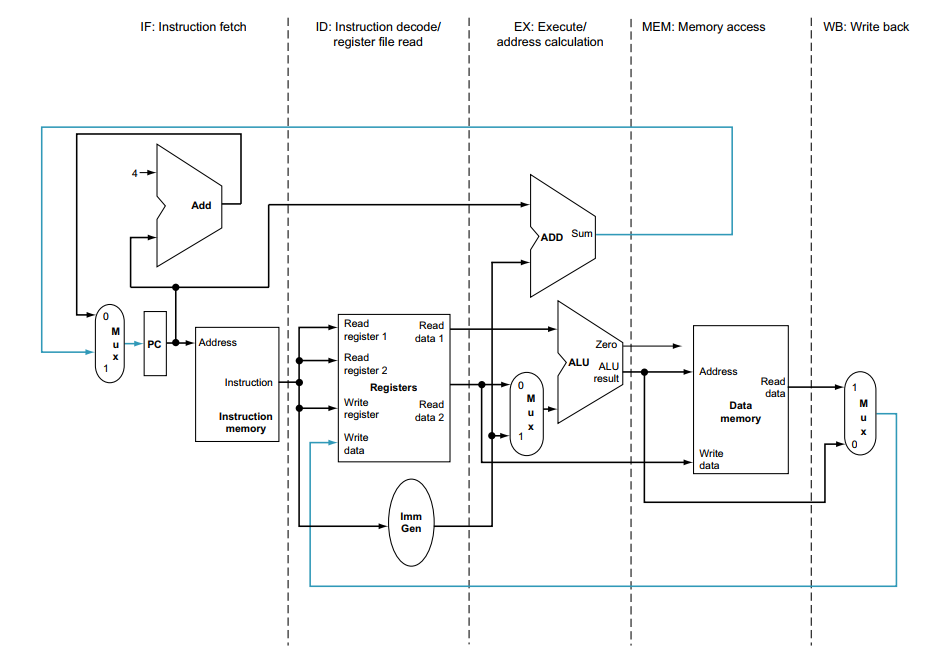 IF: Instruction fetch
ID: Instruction decode/
register file read
EX: Execute/
address calculation
MEM: Memory access
WB: Write back
4
Add
ADD
Sum
0
M
u
x
1
PC
Address
Instruction
Instruction
memory
Read
register 1
Read
register 2
Registers
Write
register
Write
data
Read
data 1
Read
data 2
Imm
Gen
0
M
u
x
1
Zero
ALU
ALU
result
Address
Read
data
Data
memory
Write
data
1
M
u
x
0